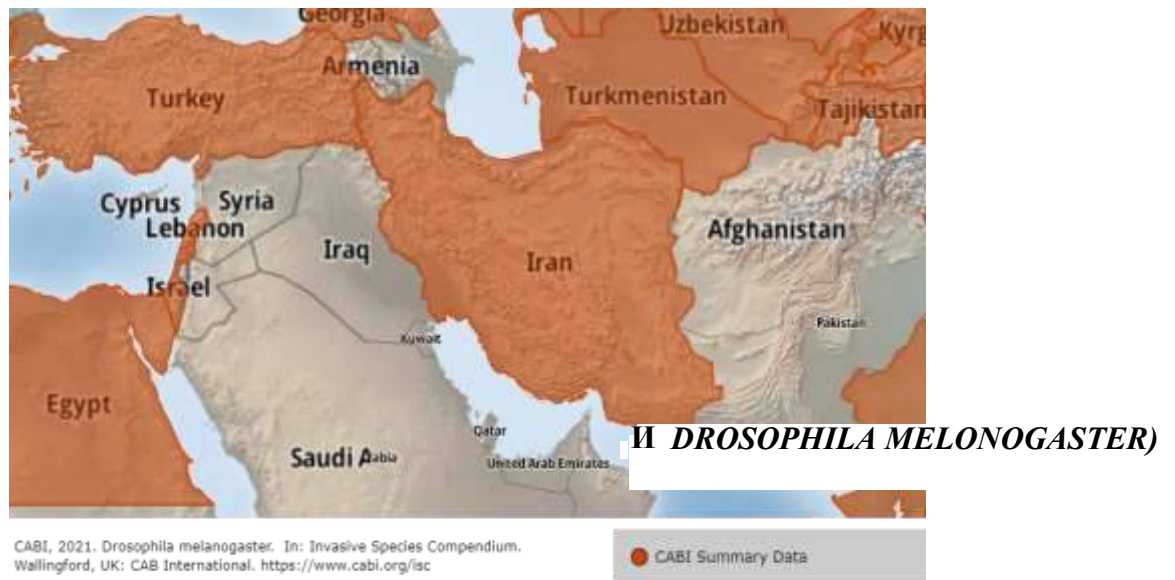 Georgia
Uzbekistan
Kyrg
Armenia
Turkey
Turkmenistan
Tajikistan
Cyprus
Syria
Lebanon
Afghanistan
Iraq
Iran
Israel
Pakistan
Kuwait
Egypt
Qatar
И DROSOPHILA MELONOGASTER)
Saudi Arabia
United Arab Emirates
CABI, 2021. Drosophila melanogaster. In: Invasive Species Compendium.
Wallingford, UK: CAB International. https://www.cabi.org/isc
CABI Summary Data